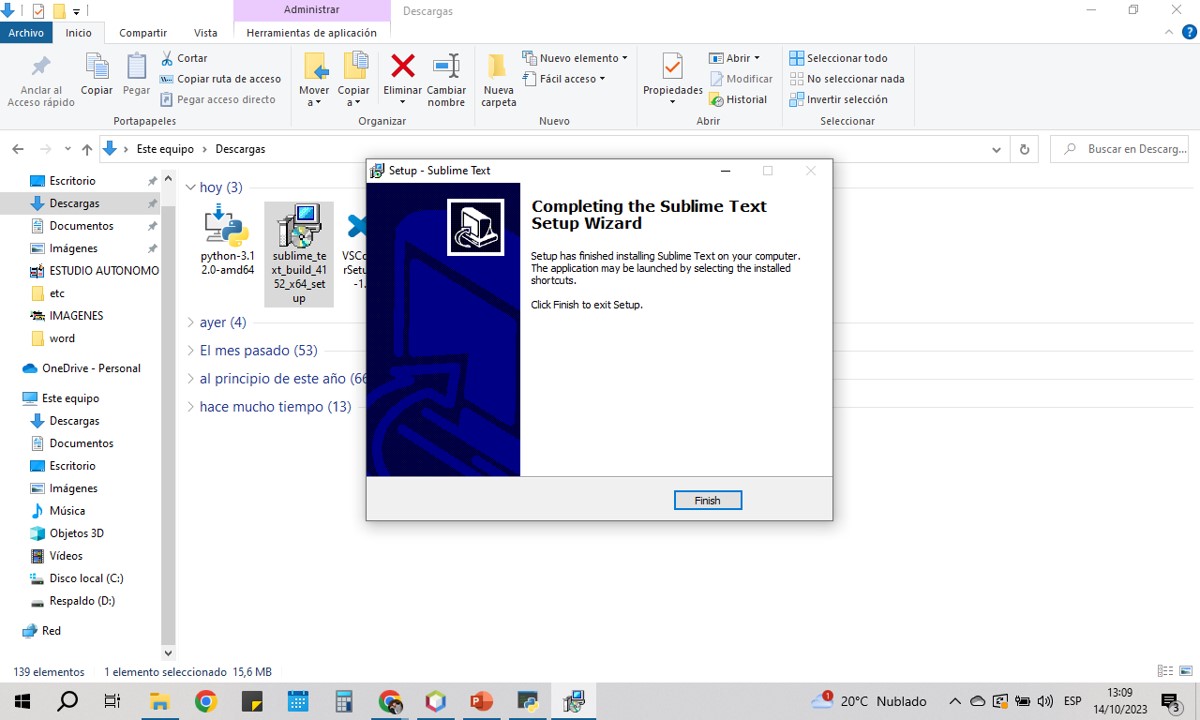 Administrar
Descargas
Archivo
Inicio
Compartir
Vista
Herramientas de aplicación
Anclar al
Acceso rápido
Copiar
Pegar
Cortar
Copiar ruta de acceso
Pegar acceso directo
Portapapeles
Mover
a
Copiar
a
Eliminar
Cambiar
nombre
Organizar
Nueva
carpeta
Nuevo elemento
Fácil acceso
Nuevo
Propiedades
Abrir
Modificar
Historial
Abrir
Seleccionar todo
No seleccionar nada
Invertir selección
Seleccionar
Este equipo
Descargas
Buscar en Descarg...
Escritorio
Descargas
Documentos
Imágenes
ESTUDIO AUTONOMO
etc
IMAGENES
word
OneDrive - Personal
Este equipo
Descargas
Documentos
Escritorio
Imágenes
Música
Objetos 3D
Vídeos
Disco local (C:)
Respaldo (D:)
Red
hoy (3)
python-3.1
2.0-amd64
sublime_te
xt_build_41
52_x64_set
up
VSCo
rSetu
-1.
ayer (4)
El mes pasado (53)
al principio de este año (66
hace mucho tiempo (13)
Setup - Sublime Text
Completing the Sublime Text
Setup Wizard
Setup has finished installing Sublime Text on your computer.
The application may be launched by selecting the installed
shortcuts.
Click Finish to exit Setup.
Finish
139 elementos
1 elemento seleccionado 15,6 MB
1
20°C Nublado
ESP
13:09
14/10/2023
3